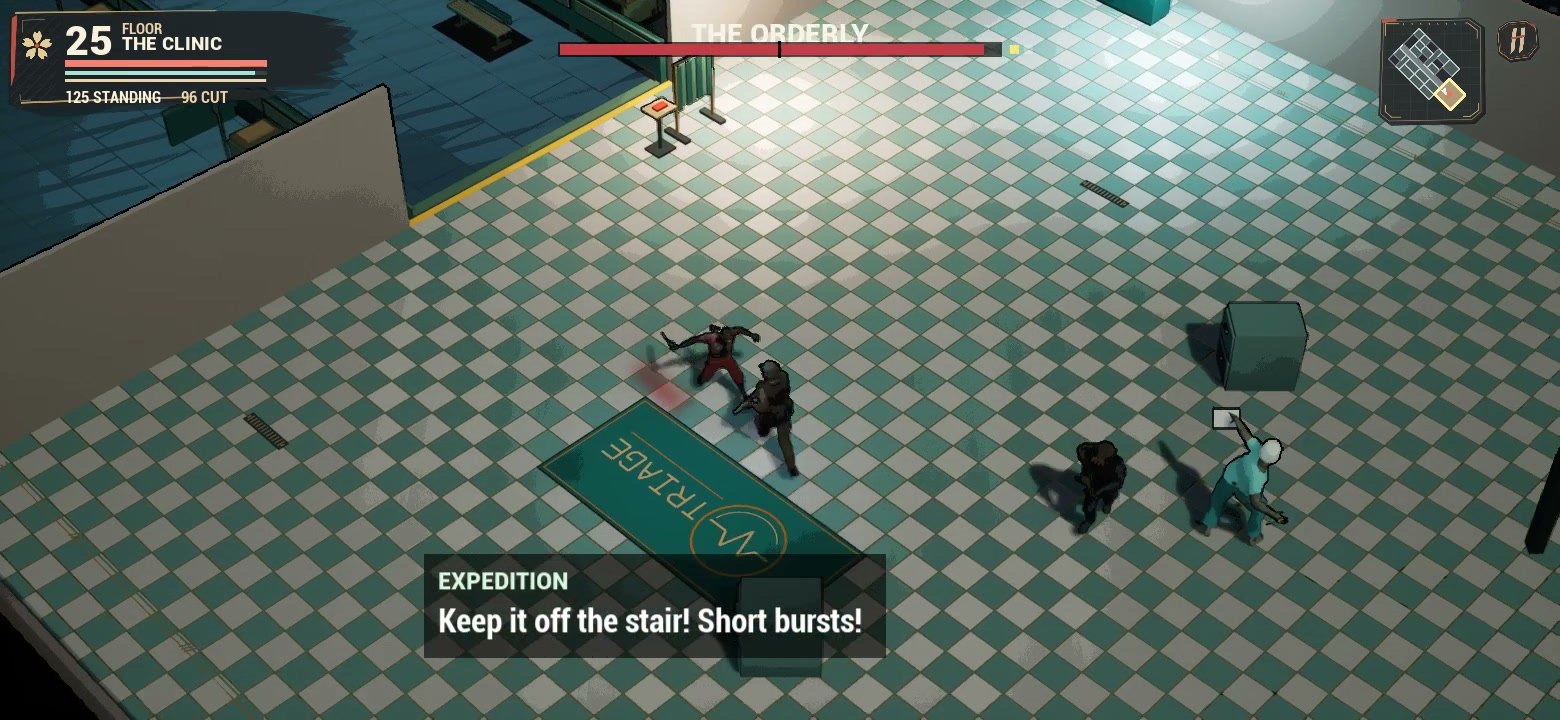 25 FLOOR
THE CLINIC
125 STANDING 96 CUT
THE ORDERLY
TRIAGE
EXPEDITION
Keep it off the stair! Short bursts!